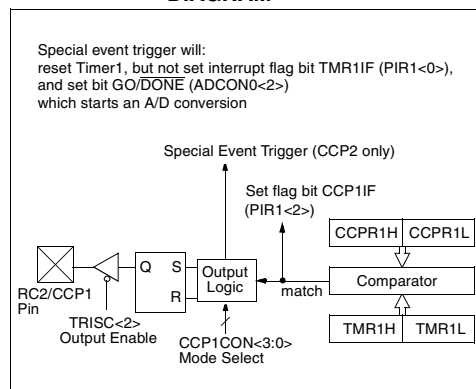 DIAGRAM
Special event trigger will:
reset Timer1, but not set interrupt flag bit TMR1IF (PIR1<0>),
and set bit GO/DONE (ADCON0<2>)
which starts an A/D conversion
Special Event Trigger (CCP2 only)
Set flag bit CCP1IF
(PIR1<2>)
CCPR1H CCPR1L
Q S
R
Output
Logic
match
Comparator
RC2/CCP1
Pin
TRISC<2>
Output Enable
CCP1CON<3:0>
Mode Select
TMR1H TMR1L